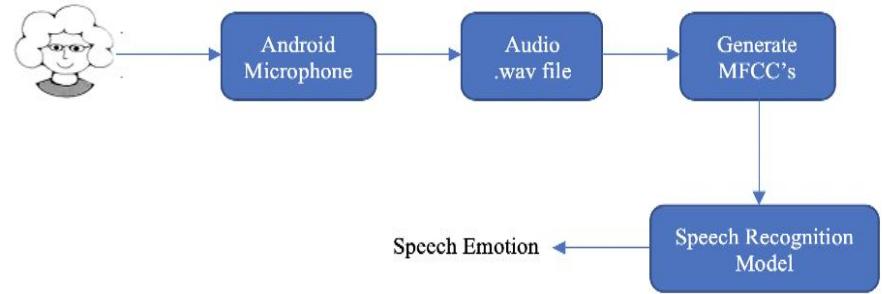 Android
Microphone
Audio
.wav file
Generate
MFCC's
Speech Recognition
Model
Speech Emotion